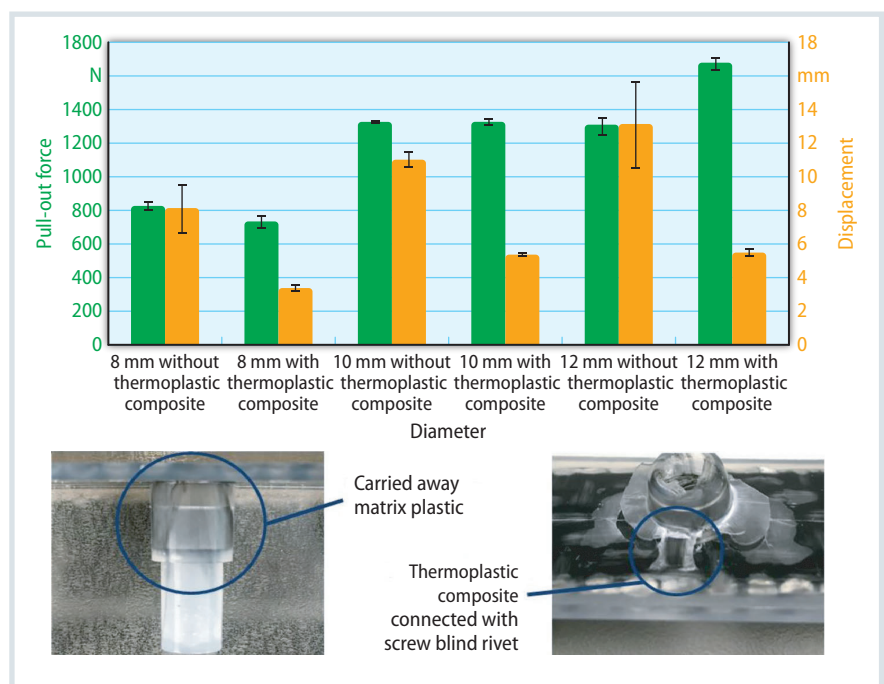 1800
N
1400
1200
1000
800
600
400
200
0
Pull-out force
18
mm
14
12
10
8
6
4
2
0
Displacement
8 mm without
thermoplastic
composite
8 mm with
thermoplastic
composite
10 mm without
thermoplastic
composite
10 mm with
thermoplastic
composite
12 mm without
thermoplastic
composite
12 mm with
thermoplastic
composite
Diameter
Carried away
matrix plastic
Thermoplastic
composite
connected with
screw blind rivet